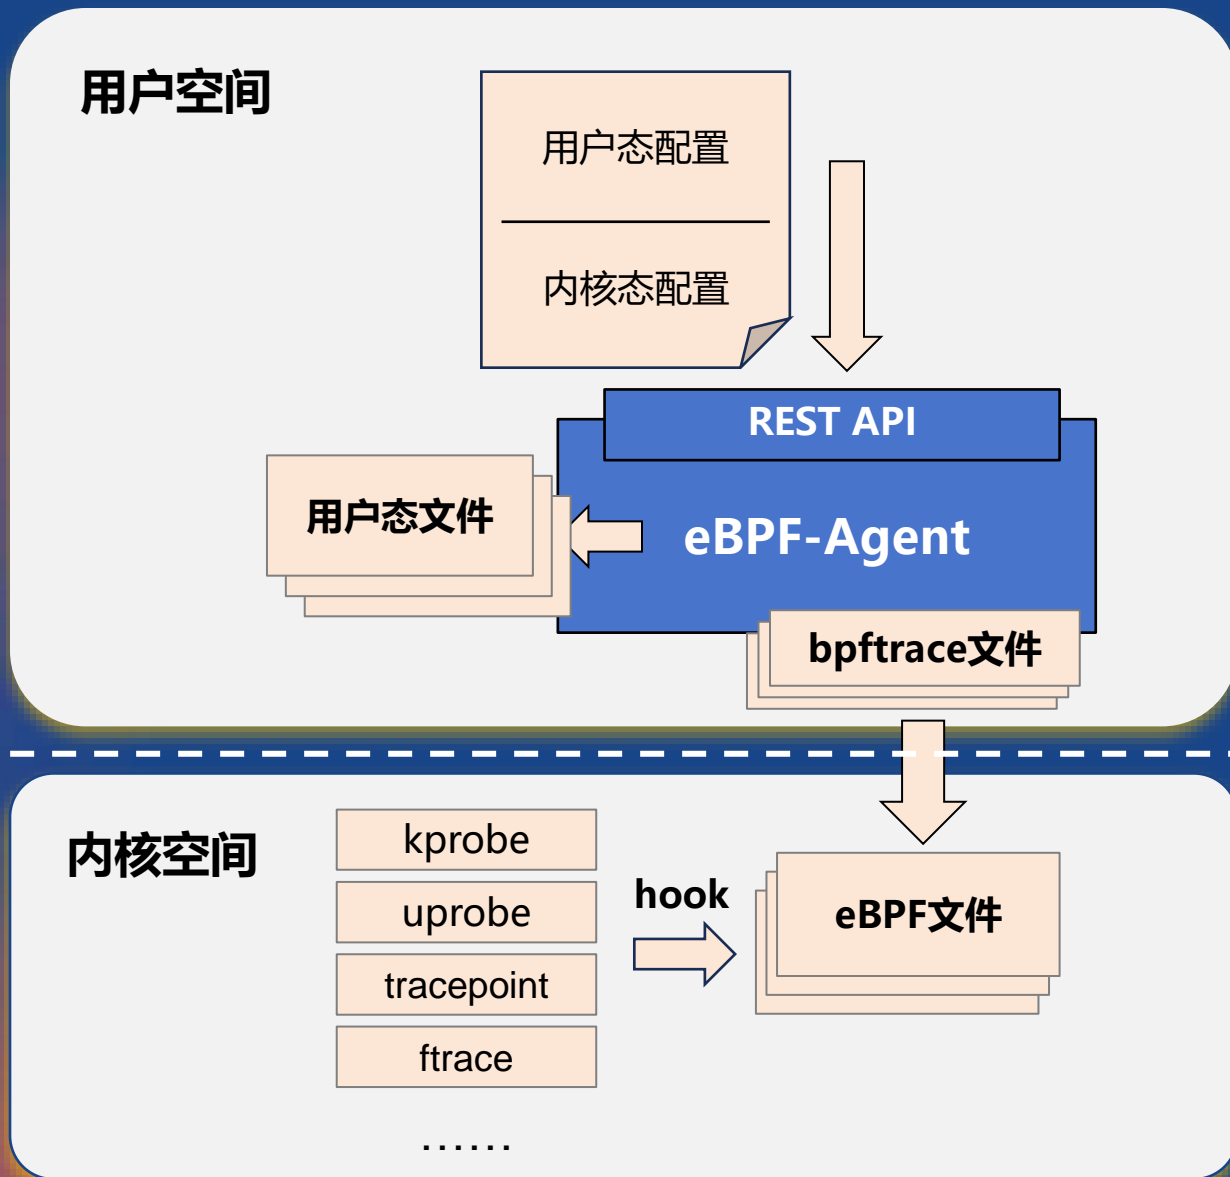 用户空间
用户态配置
内核态配置
REST API
用户态文件
eBPF-Agent
bpftrace文件
内核空间
kprobe
uprobe
tracepoint
ftrace
......
hook
eBPF文件